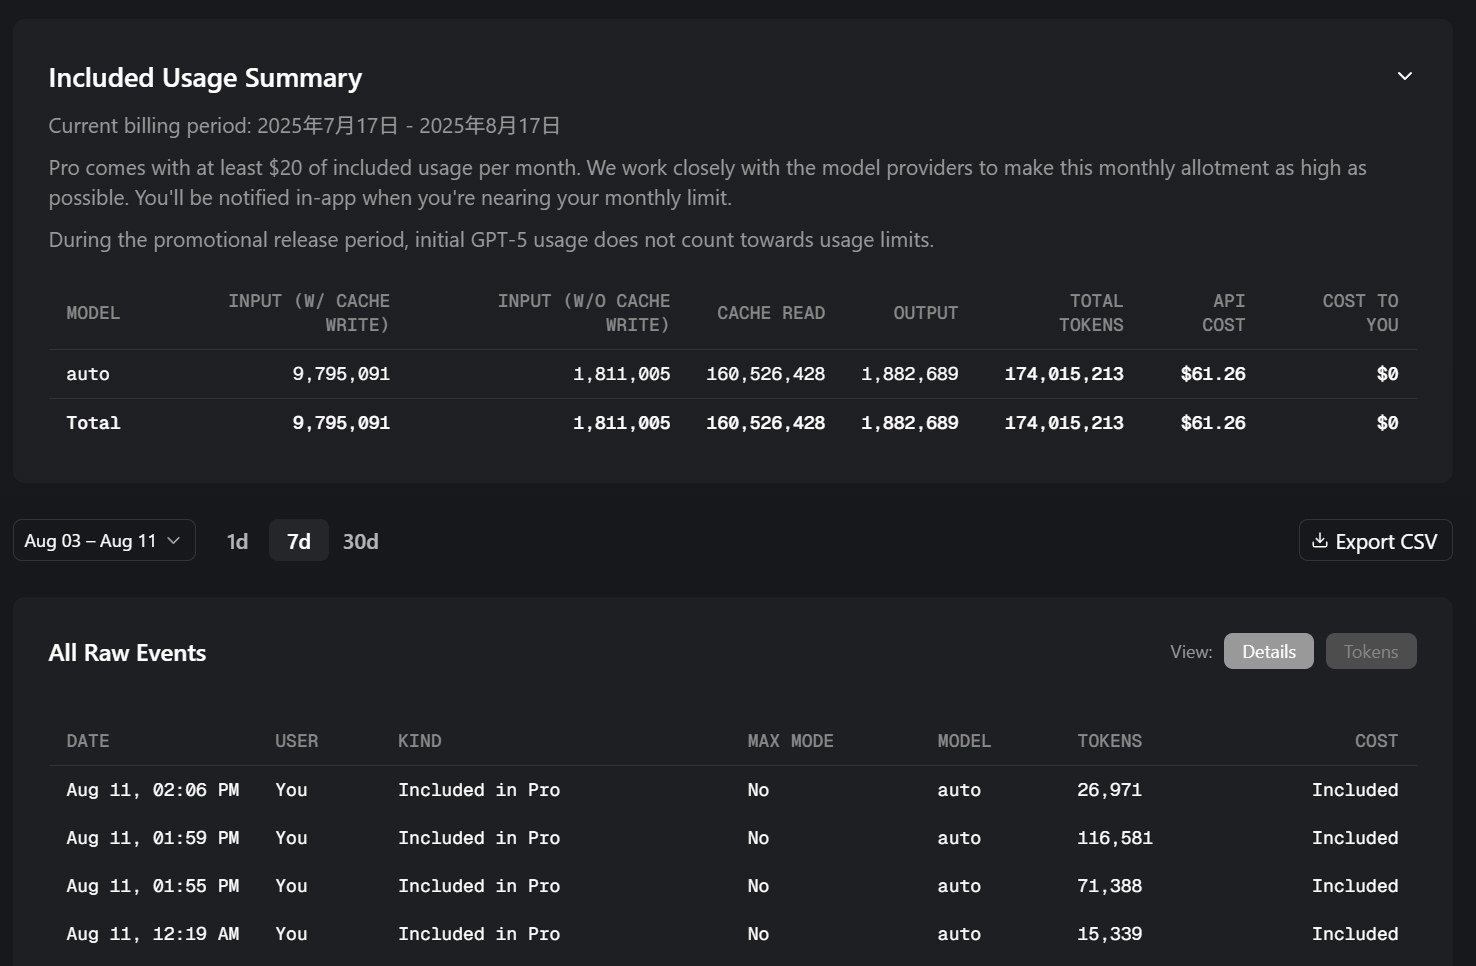 Included Usage Summary
Current billing period: 2025年7月17日 - 2025年8月17日
Pro comes with at least $20 of included usage per month. We work closely with the model providers to make this monthly allotment as high as
possible. You'll be notified in-app when you're nearing your monthly limit.
During the promotional release period, initial GPT-5 usage does not count towards usage limits.
MODEL INPUT (W/ CACHE WRITE) INPUT (W/O CACHE WRITE) CACHE READ OUTPUT TOTAL TOKENS API COST COST TO YOU
auto 9,795,091 1,811,005 160,526,428 1,882,689 174,015,213 $61.26 $0
Total 9,795,091 1,811,005 160,526,428 1,882,689 174,015,213 $61.26 $0
Aug 03 – Aug 11 1d 7d 30d Export CSV
All Raw Events View: Details Tokens
DATE USER KIND MAX MODE MODEL TOKENS COST
Aug 11, 02:06 PM You Included in Pro No auto 26,971 Included
Aug 11, 01:59 PM You Included in Pro No auto 116,581 Included
Aug 11, 01:55 PM You Included in Pro No auto 71,388 Included
Aug 11, 12:19 AM You Included in Pro No auto 15,339 Included